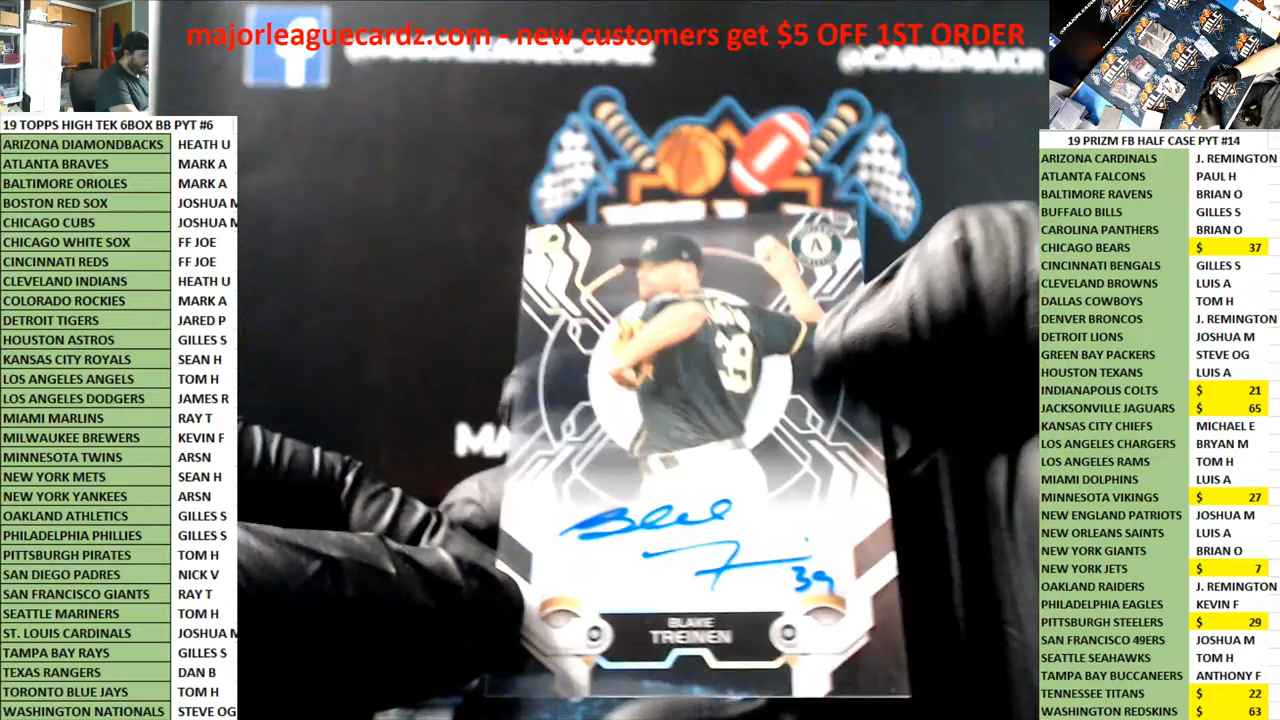 majorleaguecardz.com - new customers get $5 OFF 1ST ORDER
19 TOPPS HIGH TEK 6BOX BB PYT #6
ARIZONA DIAMONDBACKS HEATH U
ATLANTA BRAVES MARK A
BALTIMORE ORIOLES MARK A
BOSTON RED SOX JOSHUA M
CHICAGO CUBS JOSHUA M
CHICAGO WHITE SOX FF JOE
CINCINNATI REDS FF JOE
CLEVELAND INDIANS HEATH U
COLORADO ROCKIES MARK A
DETROIT TIGERS JARED P
HOUSTON ASTROS GILLES S
KANSAS CITY ROYALS SEAN H
LOS ANGELES ANGELS TOM H
LOS ANGELES DODGERS JAMES R
MIAMI MARLINS RAY T
MILWAUKEE BREWERS KEVIN F
MINNESOTA TWINS ARSN
NEW YORK METS SEAN H
NEW YORK YANKEES ARSN
OAKLAND ATHLETICS GILLES S
PHILADELPHIA PHILLIES GILLES S
PITTSBURGH PIRATES TOM H
SAN DIEGO PADRES NICK V
SAN FRANCISCO GIANTS RAY T
SEATTLE MARINERS TOM H
ST. LOUIS CARDINALS JOSHUA M
TAMPA BAY RAYS GILLES S
TEXAS RANGERS DAN B
TORONTO BLUE JAYS TOM H
WASHINGTON NATIONALS STEVE OG
A
39
MA
39
BLAKE
TREINEN
19 PRIZM FB HALF CASE PYT #14
ARIZONA CARDINALS J. REMINGTON
ATLANTA FALCONS PAUL H
BALTIMORE RAVENS BRIAN O
BUFFALO BILLS GILLES S
CAROLINA PANTHERS BRIAN O
CHICAGO BEARS $ 37
CINCINNATI BENGALS GILLES S
CLEVELAND BROWNS LUIS A
DALLAS COWBOYS TOM H
DENVER BRONCOS J. REMINGTON
DETROIT LIONS JOSHUA M
GREEN BAY PACKERS STEVE OG
HOUSTON TEXANS LUIS A
INDIANAPOLIS COLTS $ 21
JACKSONVILLE JAGUARS $ 65
KANSAS CITY CHIEFS MICHAEL E
LOS ANGELES CHARGERS BRYAN M
LOS ANGELES RAMS TOM H
MIAMI DOLPHINS LUIS A
MINNESOTA VIKINGS $ 27
NEW ENGLAND PATRIOTS JOSHUA M
NEW ORLEANS SAINTS LUIS A
NEW YORK GIANTS BRIAN O
NEW YORK JETS $ 7
OAKLAND RAIDERS J. REMINGTON
PHILADELPHIA EAGLES KEVIN F
PITTSBURGH STEELERS $ 29
SAN FRANCISCO 49ERS JOSHUA M
SEATTLE SEAHAWKS TOM H
TAMPA BAY BUCCANEERS ANTHONY F
TENNESSEE TITANS $ 22
WASHINGTON REDSKINS $ 63